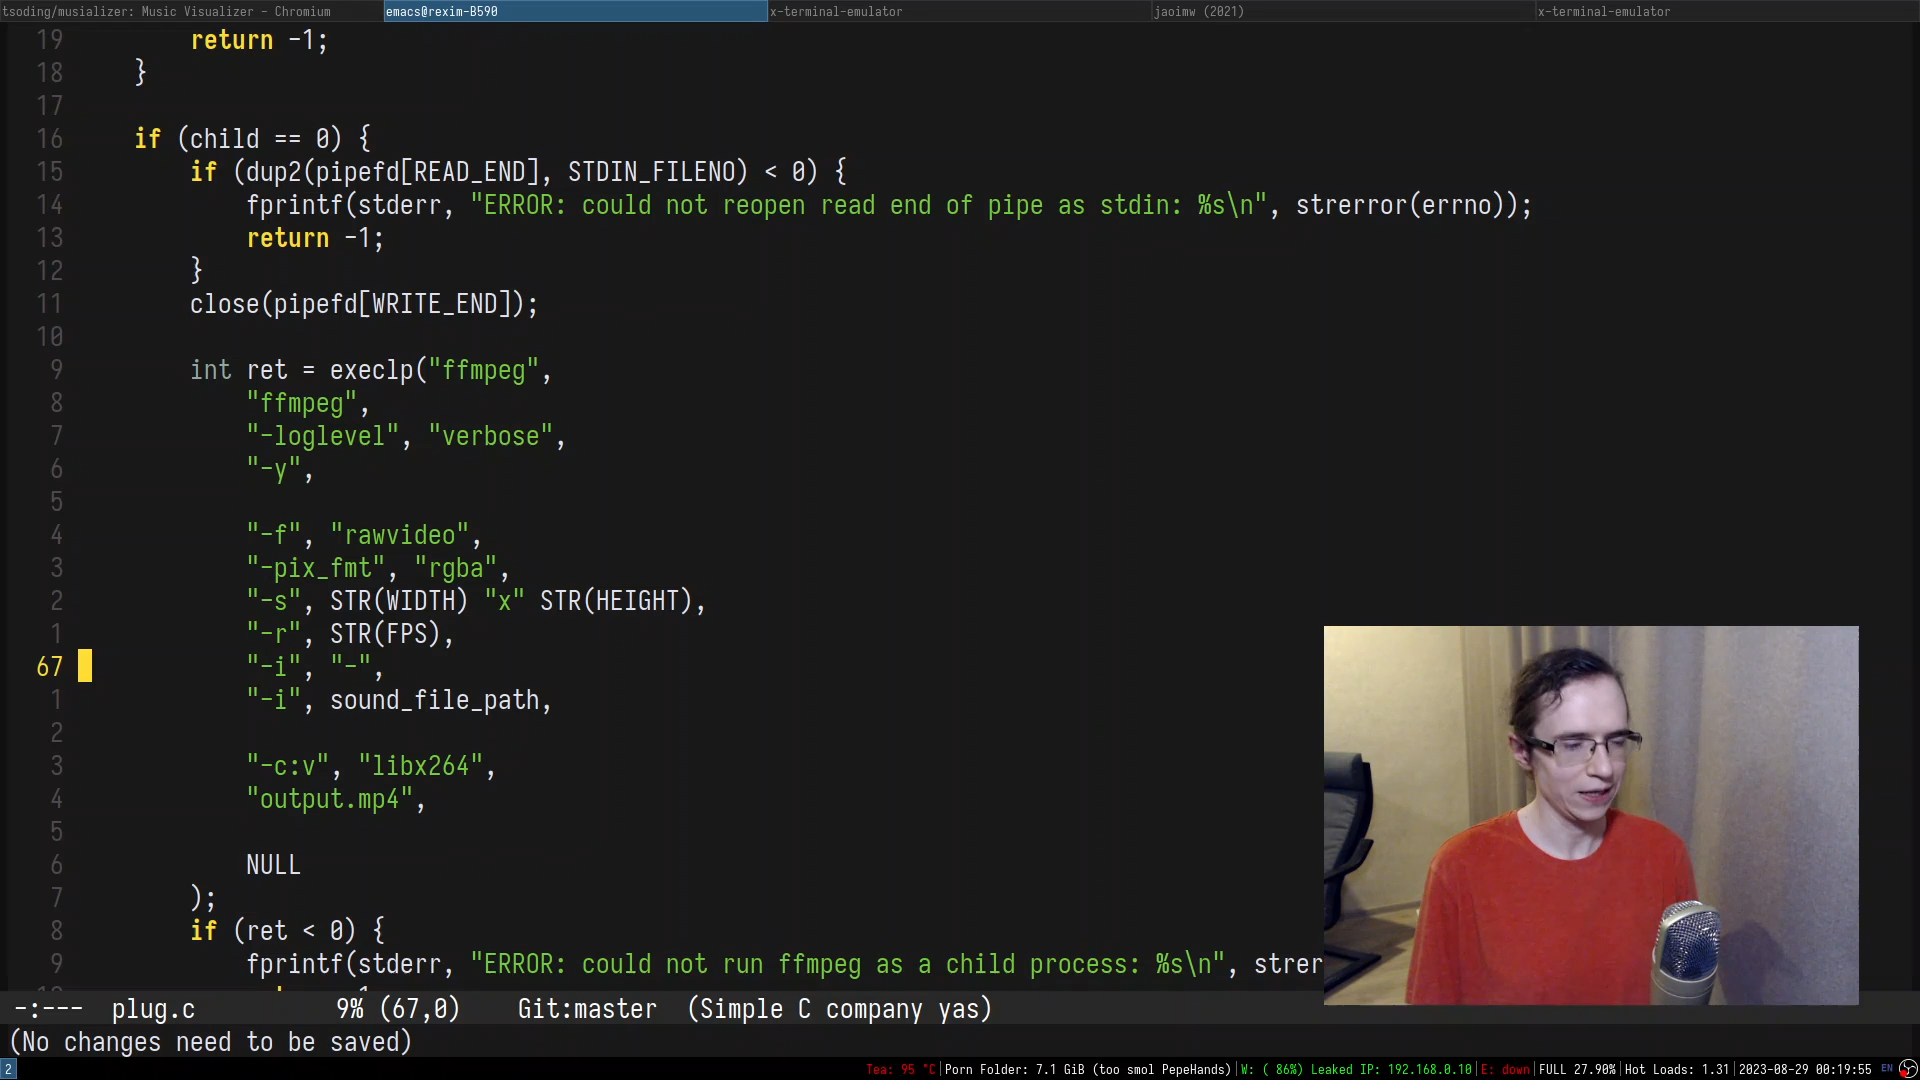 tsoding/musializer: Music Visualizer - Chromium emacs@rexim-B590 x-terminal-emulator jaoimw (2021) x-terminal-emulator
19 return -1;
18 }
17
16 if (child == 0) {
15 if (dup2(pipefd[READ_END], STDIN_FILENO) < 0) {
14 fprintf(stderr, "ERROR: could not reopen read end of pipe as stdin: %s\n", strerror(errno));
13 return -1;
12 }
11 close(pipefd[WRITE_END]);
10
9 int ret = execlp("ffmpeg",
8 "ffmpeg",
7 "-loglevel", "verbose",
6 "-y",
5
4 "-f", "rawvideo",
3 "-pix_fmt", "rgba",
2 "-s", STR(WIDTH) "x" STR(HEIGHT),
1 "-r", STR(FPS),
67 "-i", "-",
1 "-i", sound_file_path,
2
3 "-c:v", "libx264",
4 "output.mp4",
5
6 NULL
7 );
8 if (ret < 0) {
9 fprintf(stderr, "ERROR: could not run ffmpeg as a child process: %s\n", strer
-:--- plug.c 9% (67,0) Git:master (Simple C company yas)
(No changes need to be saved)
2 Tea: 95 °C|Porn Folder: 7.1 GiB (too smol PepeHands)|W: ( 86%) Leaked IP: 192.168.0.10|E: down|FULL 27.90%|Hot Loads: 1.31|2023-08-29 00:19:55 EN